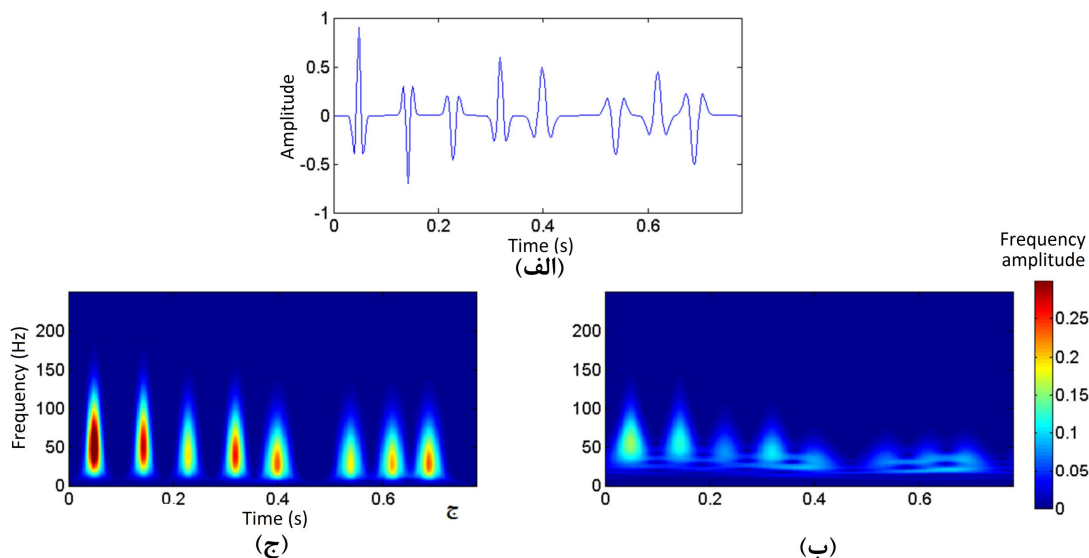 1
0.5
0
-0.5
-1
Amplitude
0 0.2 0.4 0.6
Time (s)
(الف)
Frequency
amplitude
200
150
100
50
0
Frequency (Hz)
0 0.2 0.4 0.6
Time (s)
ج
(ج)
200
150
100
50
0
0 0.2 0.4 0.6
(ب)
0.25
0.2
0.15
0.1
0.05
0